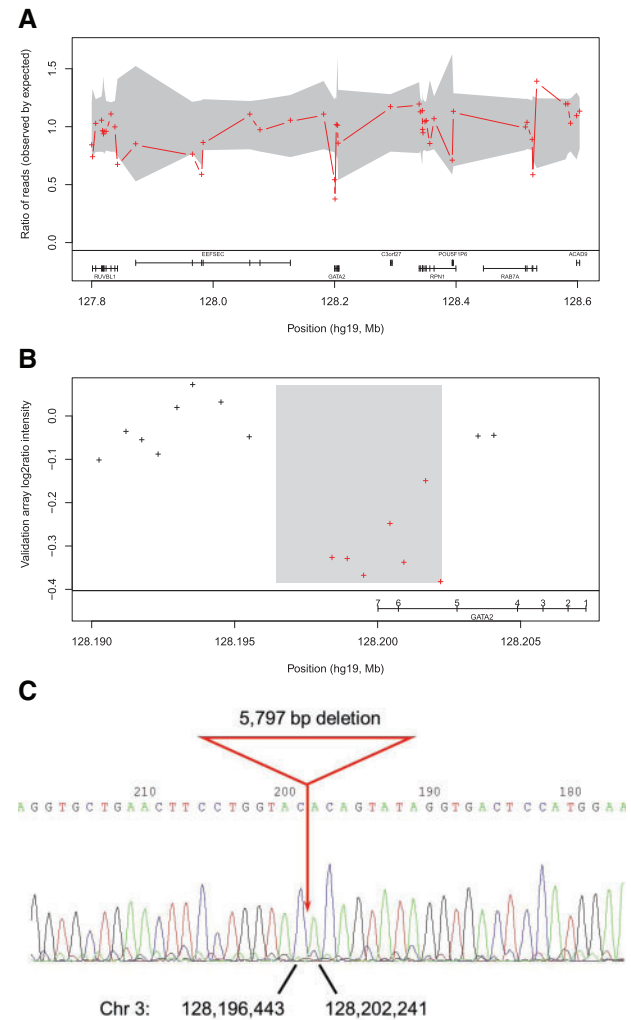 A
Ratio of reads (observed by expected)
1.5
1.0
0.5
0.0
EEFSEC
C3orf27
POU5F1P6
ACAD9
RUVBL1
GATA2
RPN1
RAB7A
127.8
128.0
128.2
128.4
128.6
Position (hg19, Mb)
B
Validation array log2ratio intensity
0.0
−0.1
−0.2
−0.3
−0.4
7 6 5 4 3 2 1
GATA2
128.190
128.195
128.200
128.205
Position (hg19, Mb)
C
5,797 bp deletion
210 200 190 180
A G G T G C T G A A C T T C C T G G T A C A C A G T A T A G G T G A C T C C A T G G A A
Chr 3: 128,196,443 128,202,241